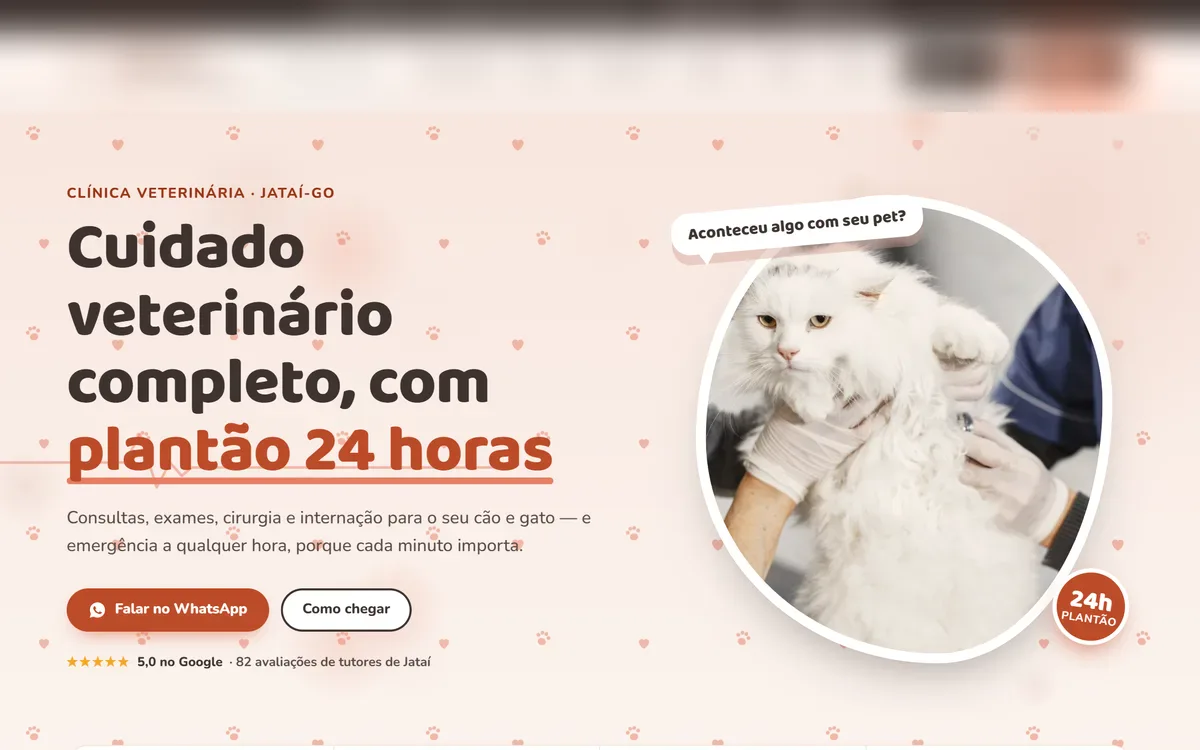 CLÍNICA VETERINÁRIA · JATAÍ-GO
Cuidado
veterinário
completo, com
plantão 24 horas
Consultas, exames, cirurgia e internação para o seu cão e gato — e
emergência a qualquer hora, porque cada minuto importa.
Falar no WhatsApp
Como chegar
★★★★★ 5,0 no Google · 82 avaliações de tutores de Jataí
Aconteceu algo com seu pet?
24h
PLANTÃO